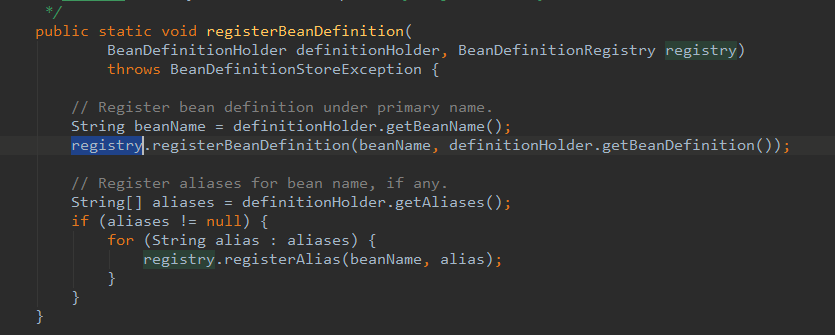 */
public static void registerBeanDefinition(
BeanDefinitionHolder definitionHolder, BeanDefinitionRegistry registry)
throws BeanDefinitionStoreException {
// Register bean definition under primary name.
String beanName = definitionHolder.getBeanName();
registry.registerBeanDefinition(beanName, definitionHolder.getBeanDefinition());
// Register aliases for bean name, if any.
String[] aliases = definitionHolder.getAliases();
if (aliases != null) {
for (String alias : aliases) {
registry.registerAlias(beanName, alias);
}
}
}